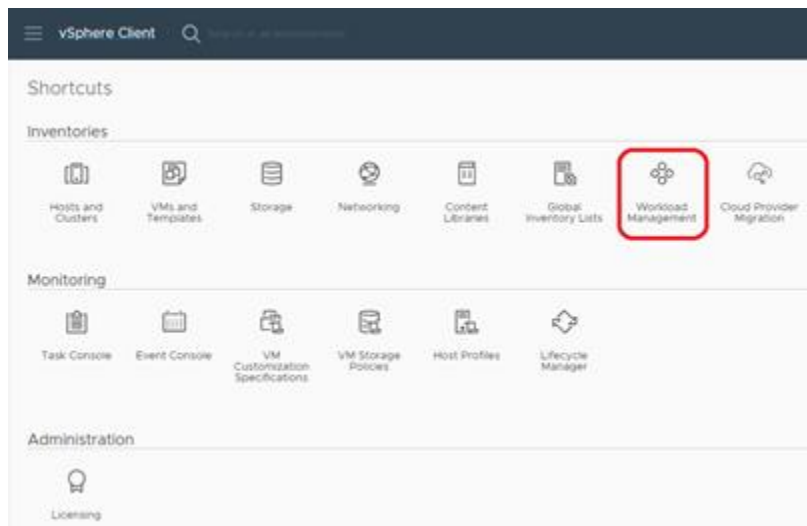 vSphere Client
Shortcuts
Inventories
Hosts and
Clusters
VMs and
Templates
Storage
Networking
Content
Libraries
Global
Inventory Lists
Workload
Management
Cloud Provider
Migration
Monitoring
Task Console
Event Console
VM
Customization
Specifications
VM Storage
Policies
Host Profiles
Lifecycle
Manager
Administration
Licensing